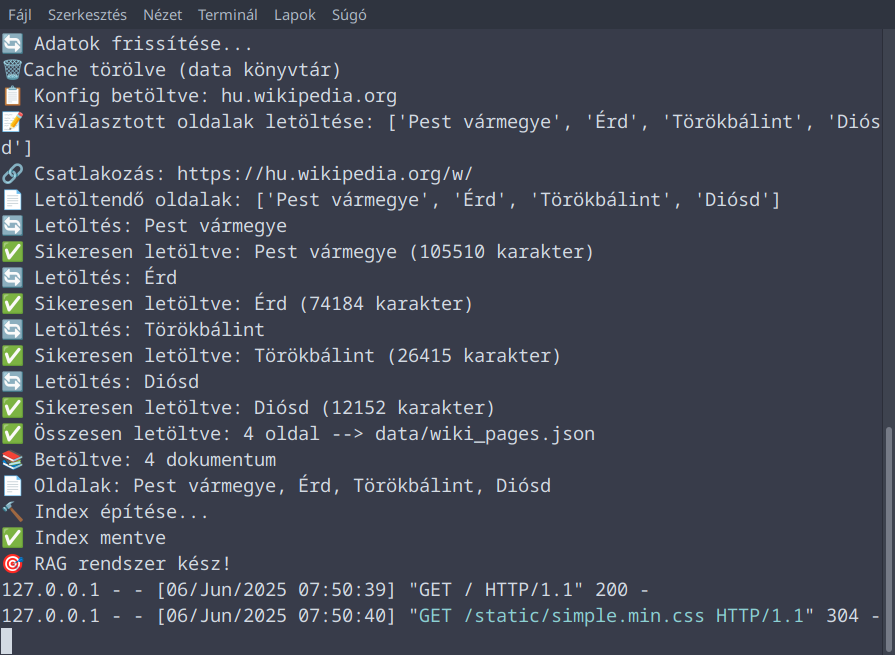 Fájl Szerkesztés Nézet Terminál Lapok Súgó
🔄 Adatok frissítése...
🗑️Cache törölve (data könyvtár)
📋 Konfig betöltve: hu.wikipedia.org
📝 Kiválasztott oldalak letöltése: ['Pest vármegye', 'Érd', 'Törökbálint', 'Diós
d']
🔗 Csatlakozás: https://hu.wikipedia.org/w/
📄 Letöltendő oldalak: ['Pest vármegye', 'Érd', 'Törökbálint', 'Diósd']
🔄 Letöltés: Pest vármegye
✅ Sikeresen letöltve: Pest vármegye (105510 karakter)
🔄 Letöltés: Érd
✅ Sikeresen letöltve: Érd (74184 karakter)
🔄 Letöltés: Törökbálint
✅ Sikeresen letöltve: Törökbálint (26415 karakter)
🔄 Letöltés: Diósd
✅ Sikeresen letöltve: Diósd (12152 karakter)
✅ Összesen letöltve: 4 oldal --> data/wiki_pages.json
📚 Betöltve: 4 dokumentum
📄 Oldalak: Pest vármegye, Érd, Törökbálint, Diósd
🔨 Index építése...
✅ Index mentve
🎯 RAG rendszer kész!
127.0.0.1 - - [06/Jun/2025 07:50:39] "GET / HTTP/1.1" 200 -
127.0.0.1 - - [06/Jun/2025 07:50:40] "GET /static/simple.min.css HTTP/1.1" 304 -